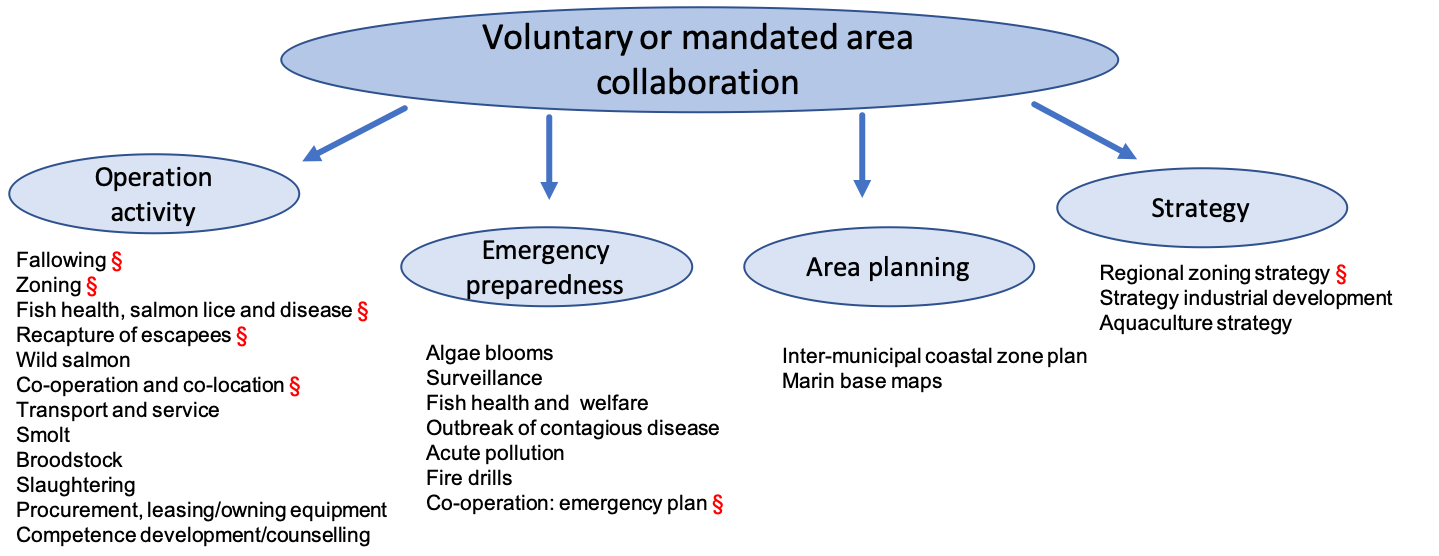 Voluntary or mandated area
collaboration
Operation
activity
Fallowing §
Zoning §
Fish health, salmon lice and disease §
Recapture of escapees §
Wild salmon
Co-operation and co-location §
Transport and service
Smolt
Broodstock
Slaughtering
Procurement, leasing/owning equipment
Competence development/counselling
Emergency
preparedness
Algae blooms
Surveillance
Fish health and  welfare
Outbreak of contagious disease
Acute pollution
Fire drills
Co-operation: emergency plan §
Area planning
Inter-municipal coastal zone plan
Marin base maps
Strategy
Regional zoning strategy §
Strategy industrial development
Aquaculture strategy